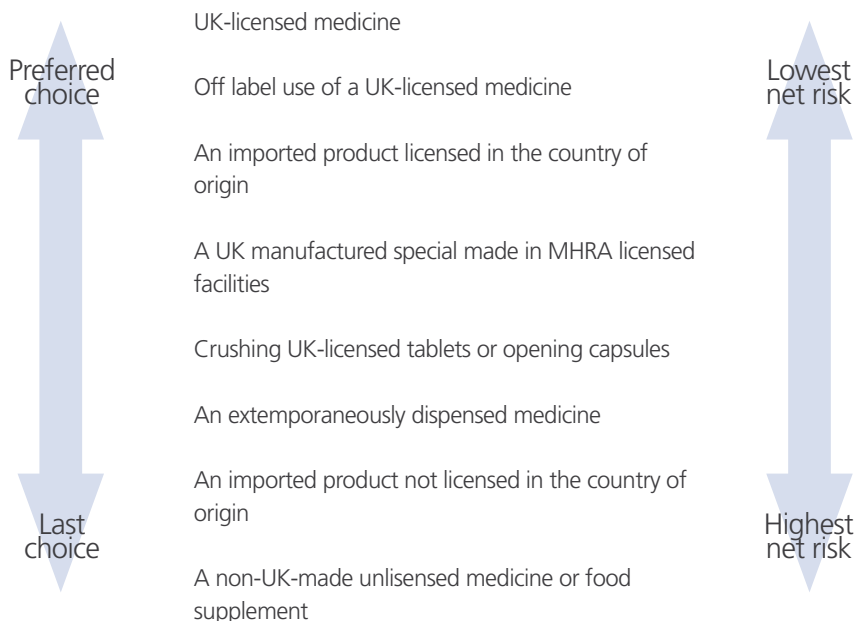 UK-licensed medicine
Preferred
choice
Off label use of a UK-licensed medicine
Lowest
net risk
An imported product licensed in the country of
origin
A UK manufactured special made in MHRA licensed
facilities
Crushing UK-licensed tablets or opening capsules
An extemporaneously dispensed medicine
An imported product not licensed in the country of
origin
Last
choice
Highest
net risk
A non-UK-made unlisensed medicine or food
supplement